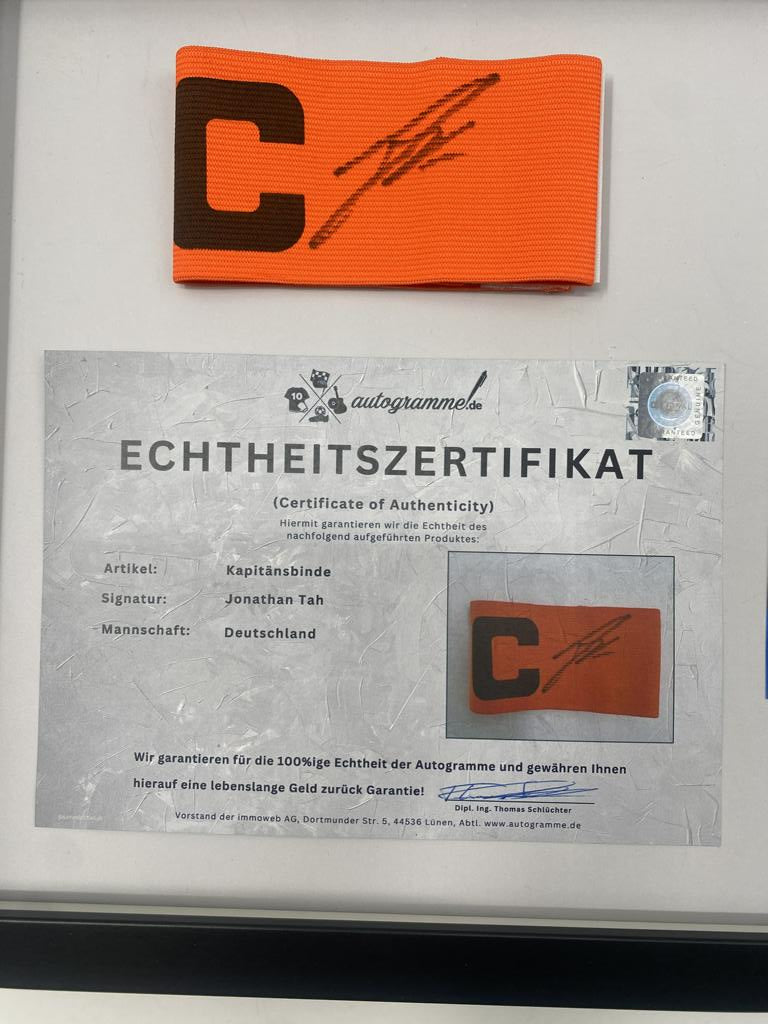 C
10
autogramme.de
ECHTHEITSZERTIFIKAT
(Certificate of Authenticity)
Hiermit garantieren wir die Echtheit des
nachfolgend aufgeführten Produktes:
Artikel: Kapitänsbinde
Signatur: Jonathan Tah
Mannschaft: Deutschland
C
Wir garantieren für die 100%ige Echtheit der Autogramme und gewähren Ihnen
hierauf eine lebenslange Geld zurück Garantie!
Dipl. Ing. Thomas Schlüchter
Vorstand der immoweb AG, Dortmunder Str. 5, 44536 Lünen, Abtl. www.autogramme.de
GENUINE